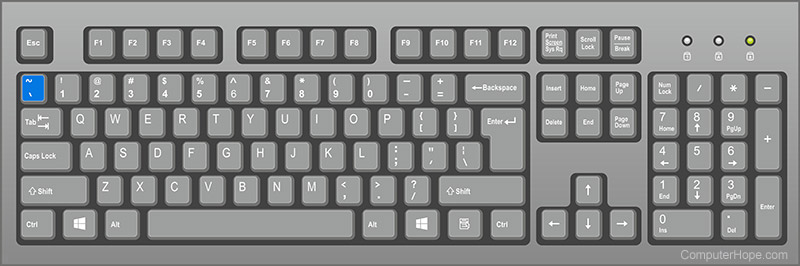 Esc F1 F2 F3 F4 F5 F6 F7 F8 F9 F10 F11 F12 Print Screen Sys Rq Scroll Lock Pause Break
1 A
~ ` ! 1 @ 2 # 3 $ 4 % 5 ^ 6 & 7 * 8 ( 9 ) 0 – - + = ←Backspace Insert Home Page Up Num Lock / * –
Tab Q W E R T Y U I O P { [ } ] Enter Delete End Page Down 7 Home 8 ↑ 9 PgUp +
Caps Lock A S D F G H J K L : ; " ' | \ 4 ← 5 6 →
⇧Shift Z X C V B N M < , > . ? / ⇧Shift ↑ 1 End 2 ↓ 3 PgDn Enter
Ctrl Alt Alt Ctrl ← ↓ → 0 Ins . Del
ComputerHope.com